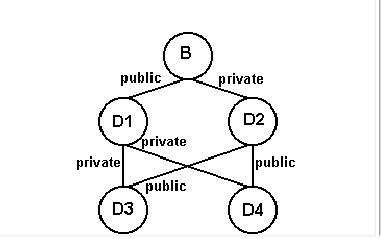 B
public private
D1 D2
private
private public
public
D3 D4